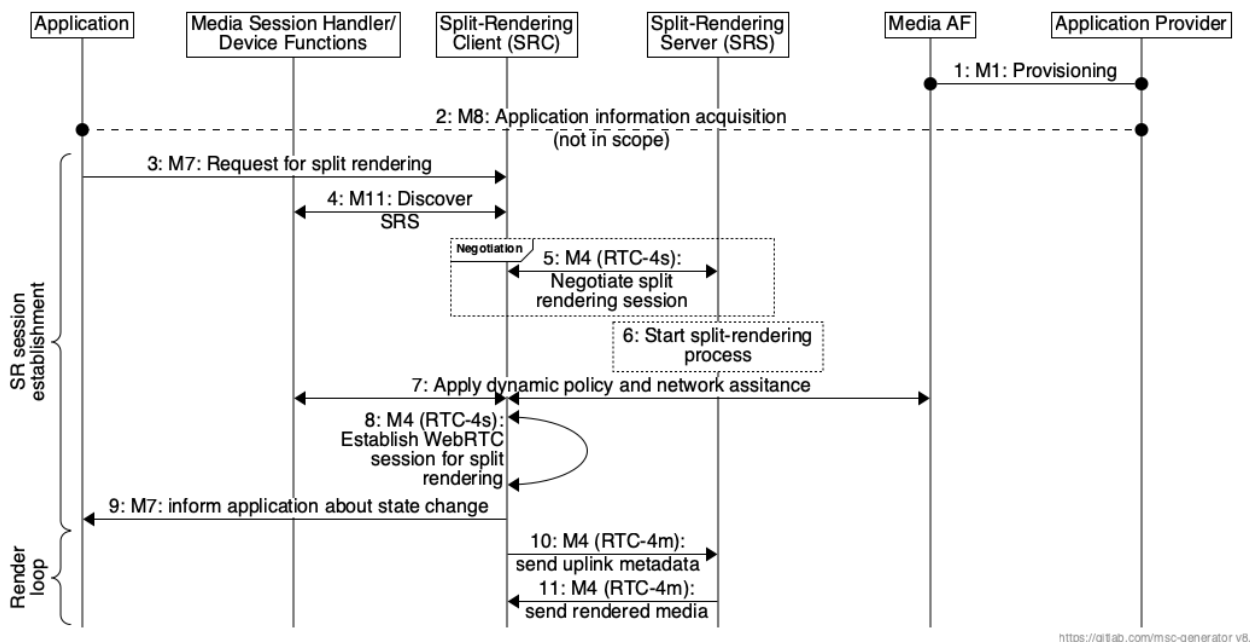 Application
Media Session Handler/
Device Functions
Split-Rendering
Client (SRC)
Split-Rendering
Server (SRS)
Media AF
Application Provider
1: M1: Provisioning
2: M8: Application information acquisition
(not in scope)
3: M7: Request for split rendering
4: M11: Discover
SRS
Negotiation
5: M4 (RTC-4s):
Negotiate split
rendering session
6: Start split-rendering
process
7: Apply dynamic policy and network assitance
8: M4 (RTC-4s):
Establish WebRTC
session for split
rendering
9: M7: inform application about state change
SR session
establishment
10: M4 (RTC-4m):
send uplink metadata
11: M4 (RTC-4m):
send rendered media
Render
loop
https://gitlab.com/msc-generator v8.